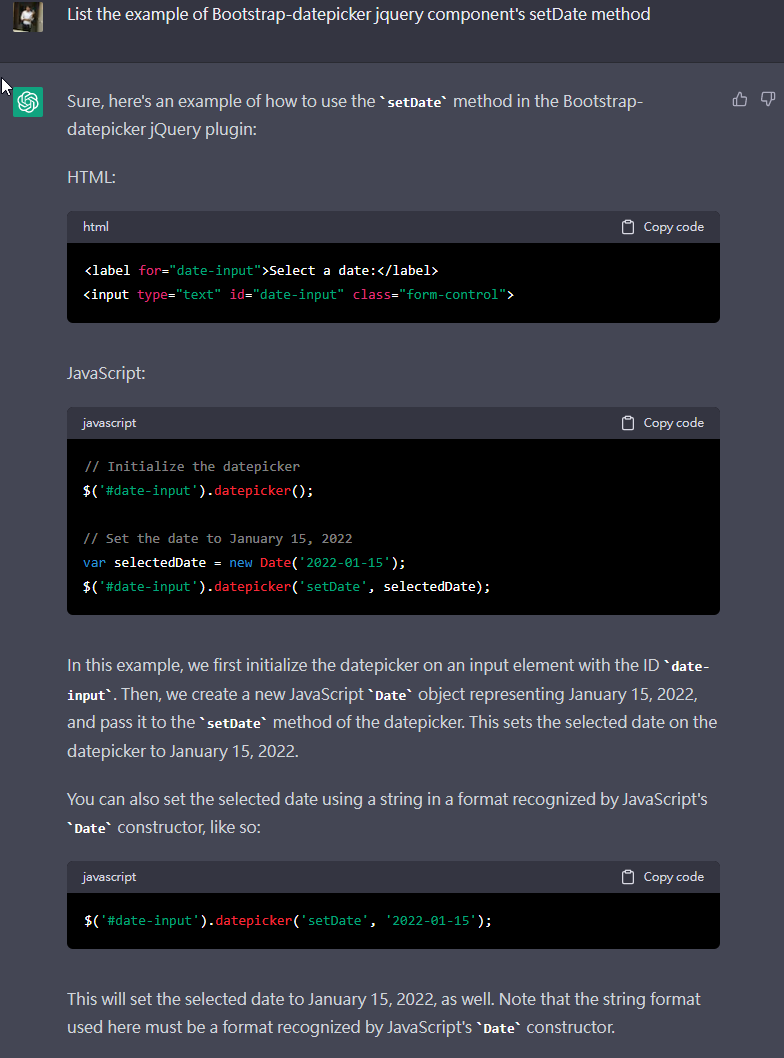 List the example of Bootstrap-datepicker jquery component's setDate method
Sure, here's an example of how to use the `setDate` method in the Bootstrap-
datepicker jQuery plugin:
HTML:
html Copy code
<label for="date-input">Select a date:</label>
<input type="text" id="date-input" class="form-control">
JavaScript:
javascript Copy code
// Initialize the datepicker
$('#date-input').datepicker();
// Set the date to January 15, 2022
var selectedDate = new Date('2022-01-15');
$('#date-input').datepicker('setDate', selectedDate);
In this example, we first initialize the datepicker on an input element with the ID `date-
input`. Then, we create a new JavaScript `Date` object representing January 15, 2022,
and pass it to the `setDate` method of the datepicker. This sets the selected date on the
datepicker to January 15, 2022.
You can also set the selected date using a string in a format recognized by JavaScript's
`Date` constructor, like so:
javascript Copy code
$('#date-input').datepicker('setDate', '2022-01-15');
This will set the selected date to January 15, 2022, as well. Note that the string format
used here must be a format recognized by JavaScript's `Date` constructor.